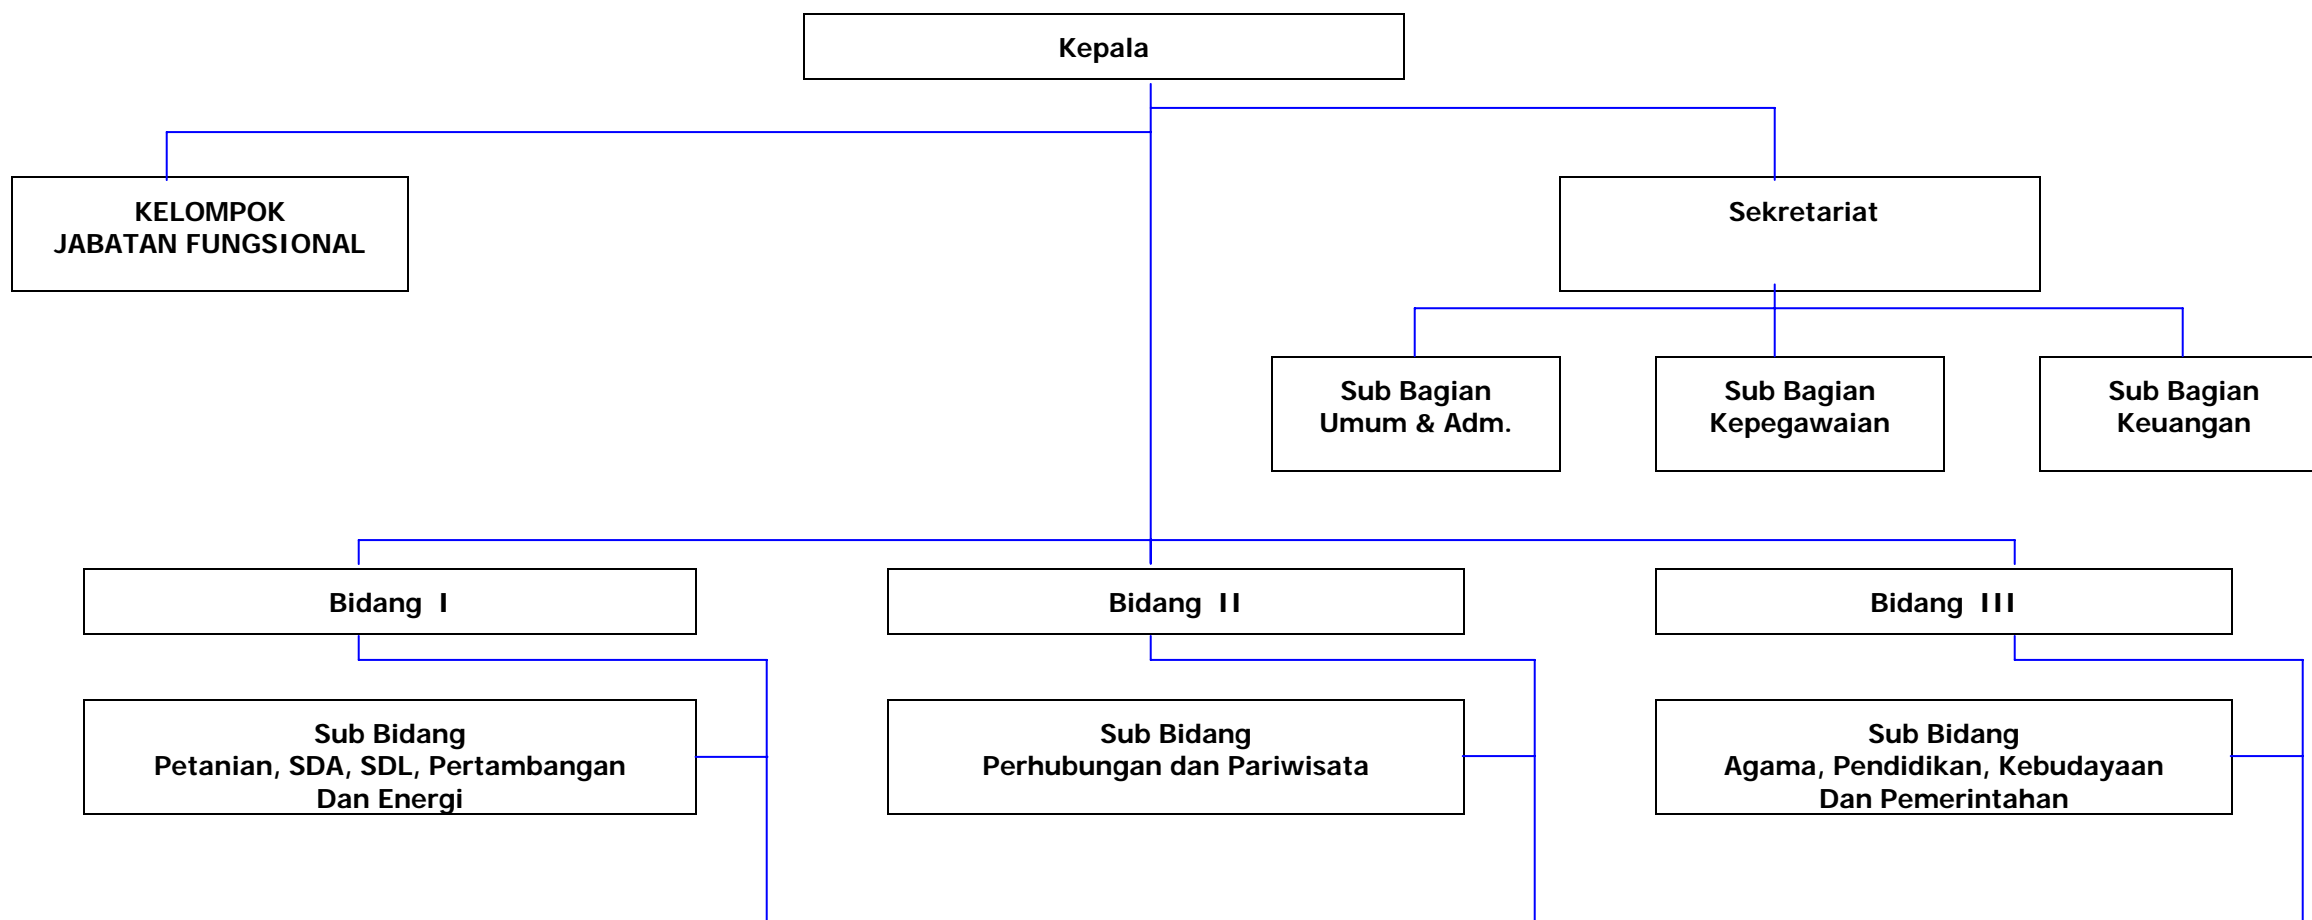 Kepala
KELOMPOK
JABATAN FUNGSIONAL
Sekretariat
Sub Bagian
Umum & Adm.
Sub Bagian
Kepegawaian
Sub Bagian
Keuangan
Bidang I
Bidang II
Bidang III
Sub Bidang
Petanian, SDA, SDL, Pertambangan
Dan Energi
Sub Bidang
Perhubungan dan Pariwisata
Sub Bidang
Agama, Pendidikan, Kebudayaan
Dan Pemerintahan